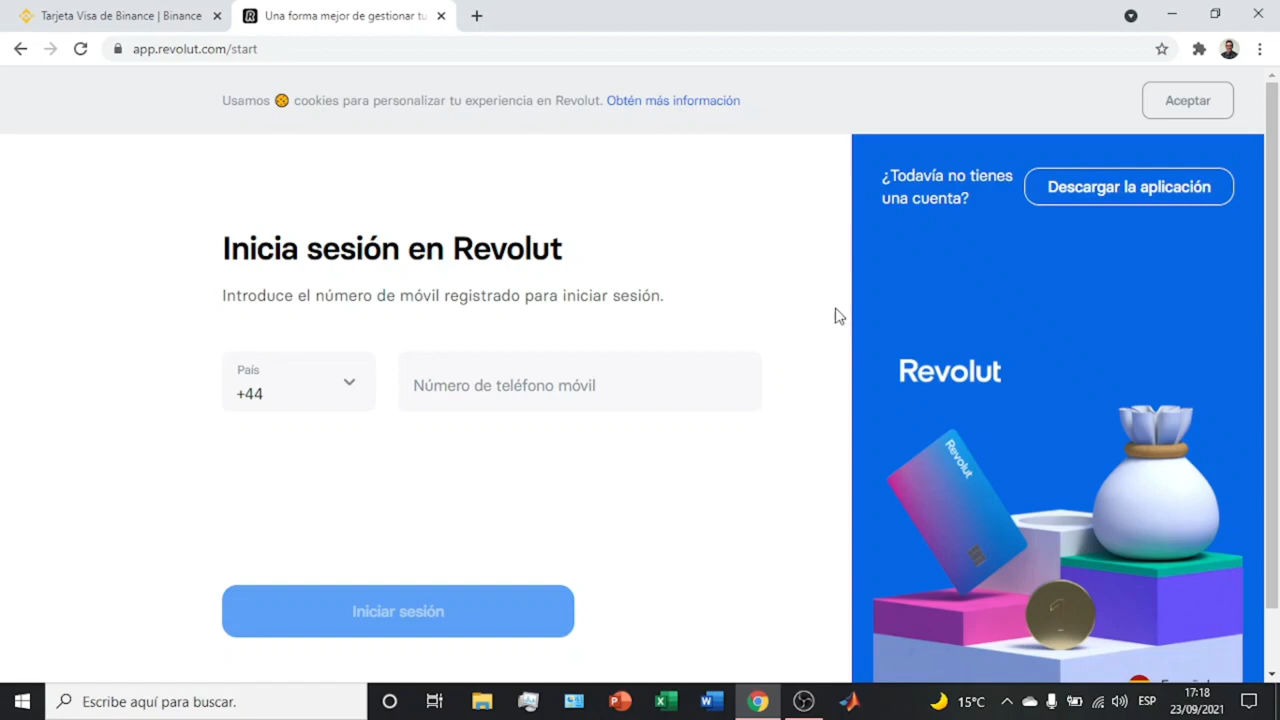 Tarjeta Visa de Binance | Binance
Una forma mejor de gestionar tu
app.revolut.com/start
Usamos cookies para personalizar tu experiencia en Revolut. Obtén más información
Aceptar
¿Todavía no tienes
una cuenta?
Descargar la aplicación
Inicia sesión en Revolut
Introduce el número de móvil registrado para iniciar sesión.
País
+44
Número de teléfono móvil
Iniciar sesión
Revolut
Revolut
Español
Escribe aquí para buscar.
15°C
ESP
17:18
23/09/2021